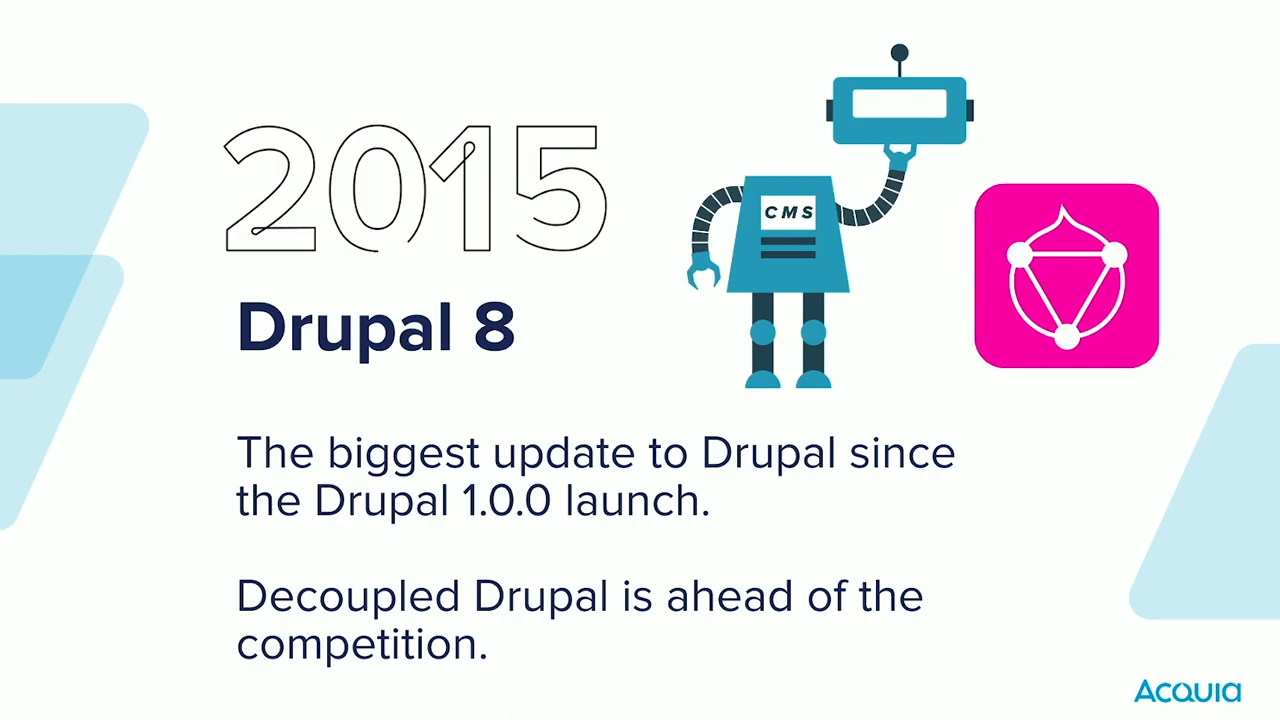 2015
CMS
Drupal 8
The biggest update to Drupal since
the Drupal 1.0.0 launch.
Decoupled Drupal is ahead of the
competition.
Acquia